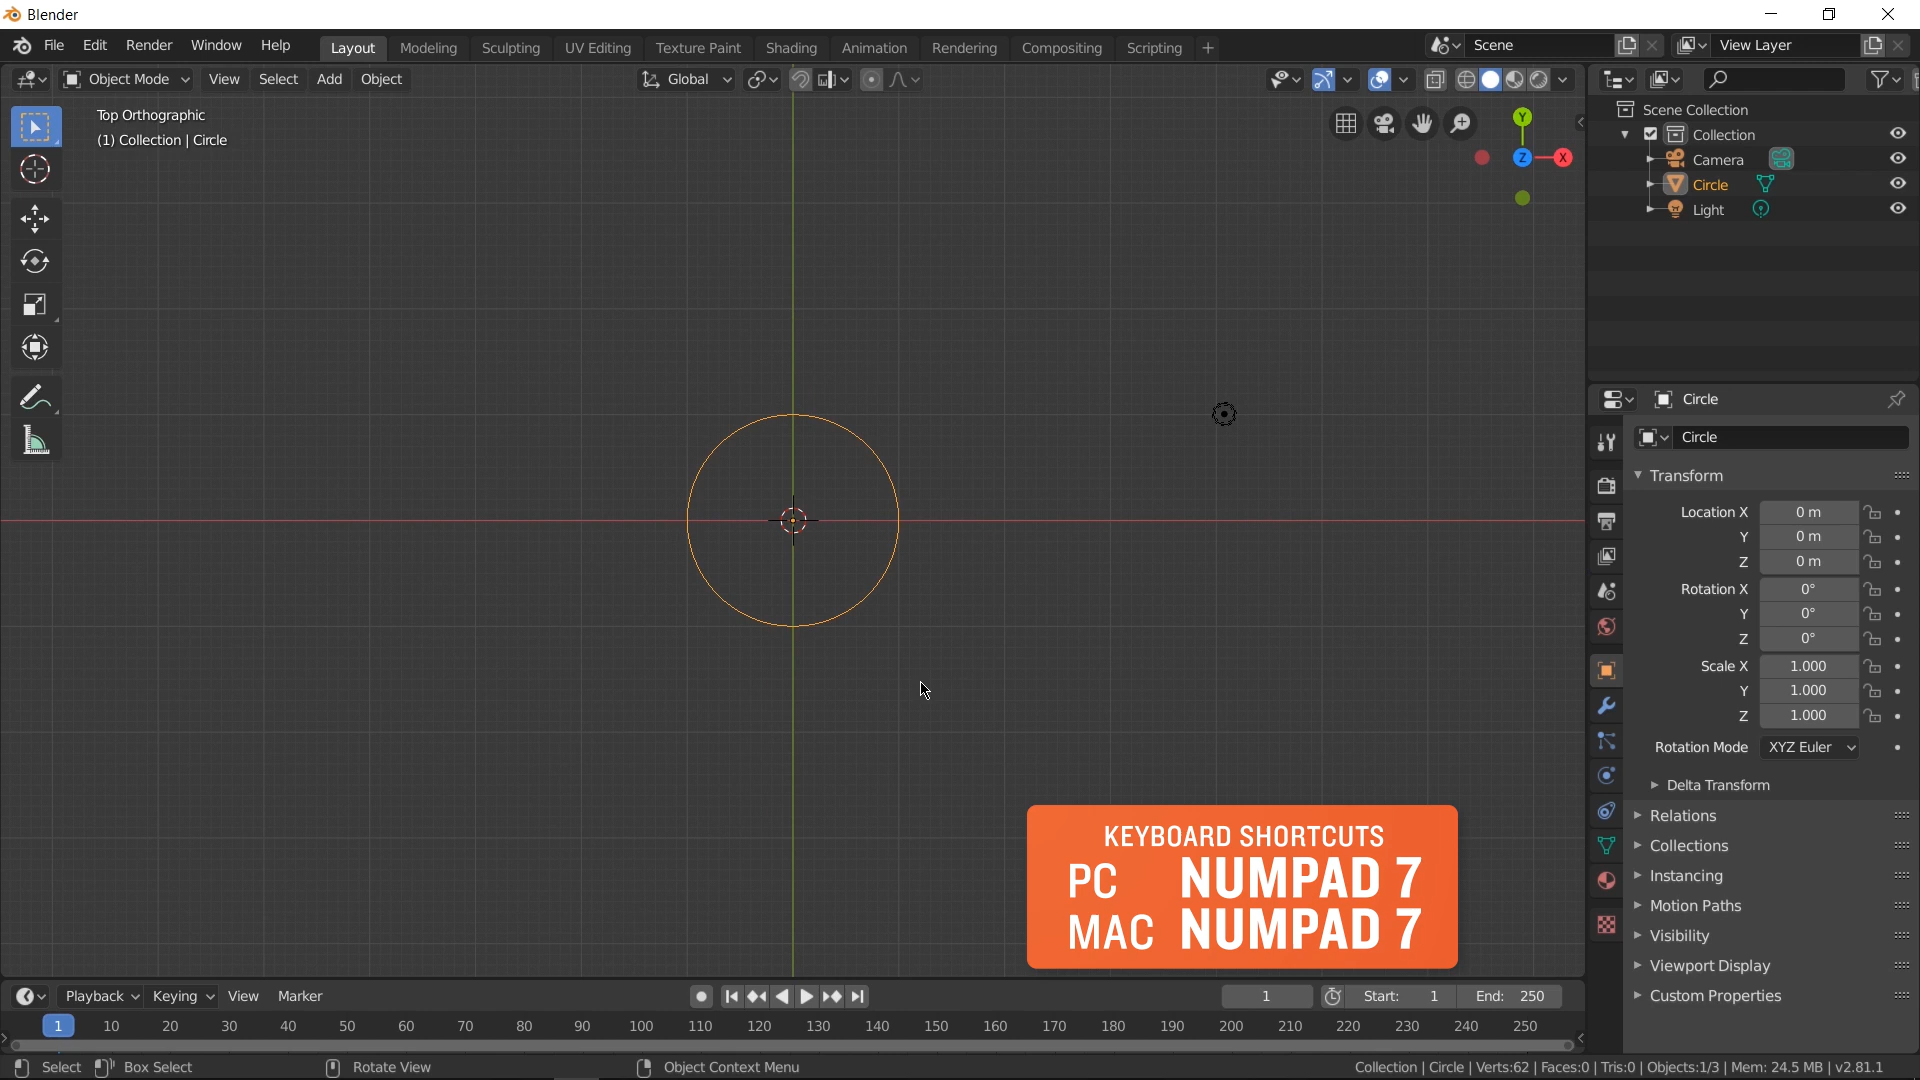 Blender
File Edit Render Window Help Layout Modeling Sculpting UV Editing Texture Paint Shading Animation Rendering Compositing Scripting + Scene View Layer
Object Mode View Select Add Object Global
Top Orthographic
(1) Collection | Circle
Y
Z X
Scene Collection
Collection
Camera
Circle
Light
Circle
Circle
Transform
Location X 0 m
Y 0 m
Z 0 m
Rotation X 0°
Y 0°
Z 0°
Scale X 1.000
Y 1.000
Z 1.000
Rotation Mode XYZ Euler
Delta Transform
Relations
Collections
Instancing
Motion Paths
Visibility
Viewport Display
Custom Properties
KEYBOARD SHORTCUTS
PC NUMPAD 7
MAC NUMPAD 7
Playback Keying View Marker 1 Start: 1 End: 250
1 10 20 30 40 50 60 70 80 90 100 110 120 130 140 150 160 170 180 190 200 210 220 230 240 250
Select Box Select Rotate View Object Context Menu Collection | Circle | Verts:62 | Faces:0 | Tris:0 | Objects:1/3 | Mem: 24.5 MB | v2.81.1